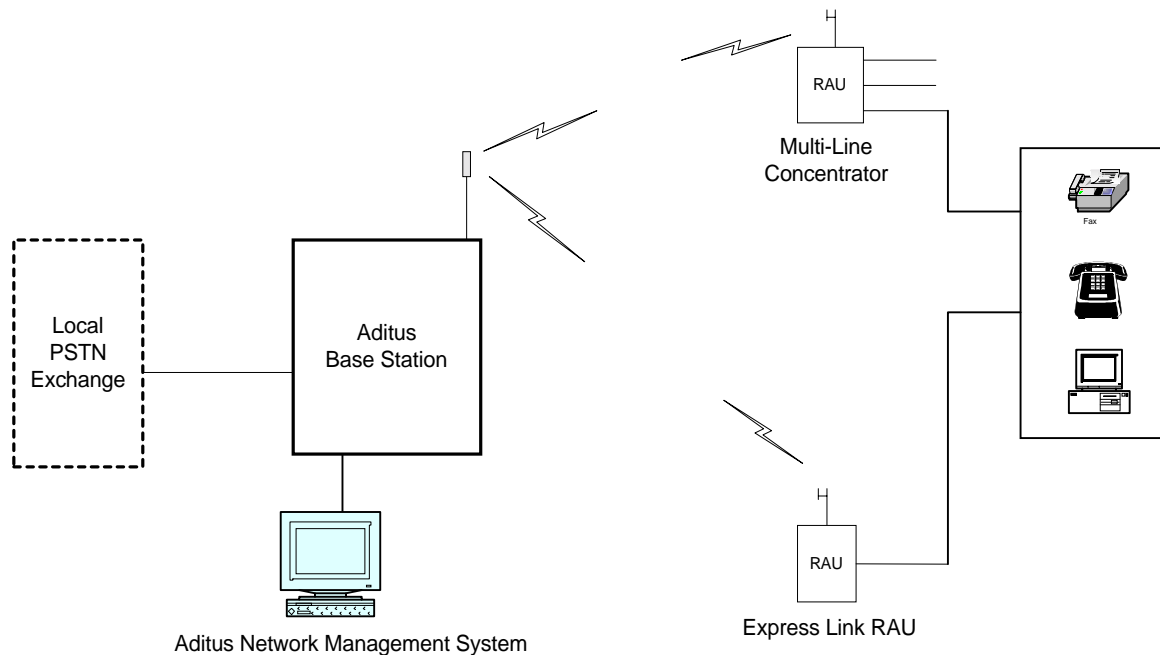 RAU
Multi-Line
Concentrator
Fax
Local
PSTN
Exchange
Aditus
Base Station
RAU
Express Link RAU
Aditus Network Management System